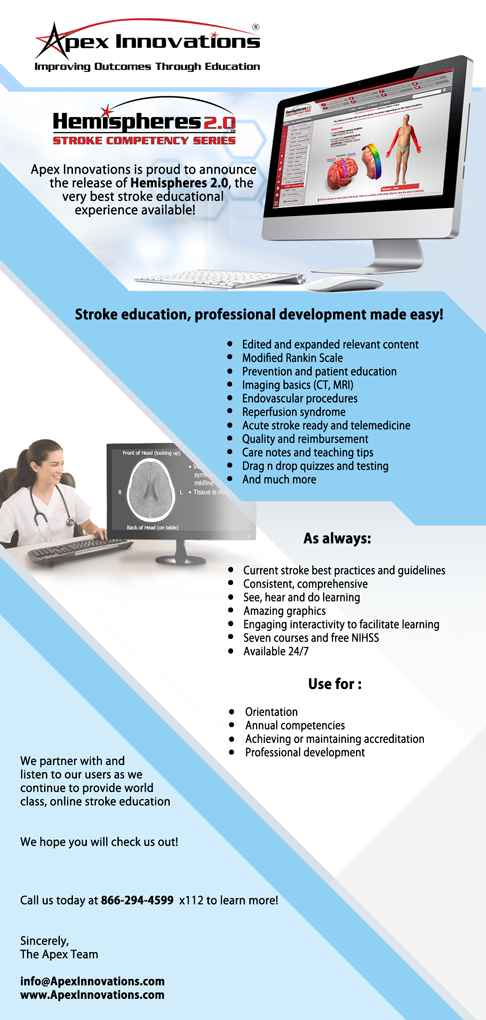 Apex Innovations®
Improving Outcomes Through Education
Hemispheres 2.0
STROKE COMPETENCY SERIES
Apex Innovations is proud to announce
the release of Hemispheres 2.0, the
very best stroke educational
experience available!
Stroke education, professional development made easy!
• Edited and expanded relevant content
• Modified Rankin Scale
• Prevention and patient education
• Imaging basics (CT, MRI)
• Endovascular procedures
• Reperfusion syndrome
• Acute stroke ready and telemedicine
• Quality and reimbursement
• Care notes and teaching tips
• Drag n drop quizzes and testing
• And much more
Front of Head (looking up)
R L
midline
• Tissue is
Back of Head (on table)
As always:
• Current stroke best practices and guidelines
• Consistent, comprehensive
• See, hear and do learning
• Amazing graphics
• Engaging interactivity to facilitate learning
• Seven courses and free NIHSS
• Available 24/7
Use for :
• Orientation
• Annual competencies
• Achieving or maintaining accreditation
• Professional development
We partner with and
listen to our users as we
continue to provide world
class, online stroke education
We hope you will check us out!
Call us today at 866-294-4599 x112 to learn more!
Sincerely,
The Apex Team
info@ApexInnovations.com
www.ApexInnovations.com